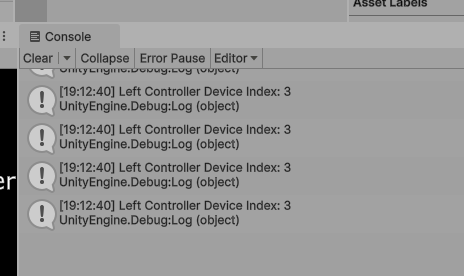 Asset Labels
Console
Clear Collapse Error Pause Editor
UnityEngine.Debug:Log (object)
[19:12:40] Left Controller Device Index: 3
UnityEngine.Debug:Log (object)
[19:12:40] Left Controller Device Index: 3
UnityEngine.Debug:Log (object)
[19:12:40] Left Controller Device Index: 3
UnityEngine.Debug:Log (object)
er
[19:12:40] Left Controller Device Index: 3
UnityEngine.Debug:Log (object)